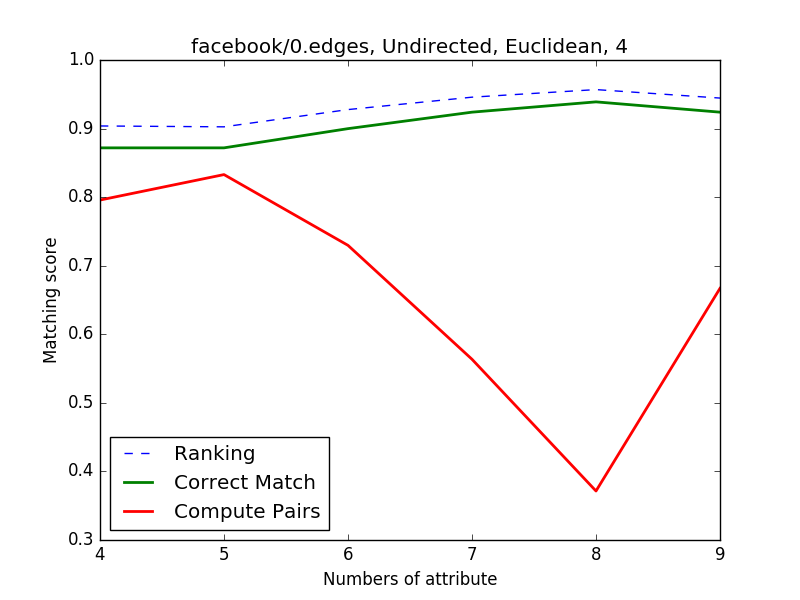 facebook/0.edges, Undirected, Euclidean, 4
1.0
0.9
0.8
0.7
0.6
0.5
0.4
0.3
Matching score
Ranking
Correct Match
Compute Pairs
4 5 6 7 8 9
Numbers of attribute